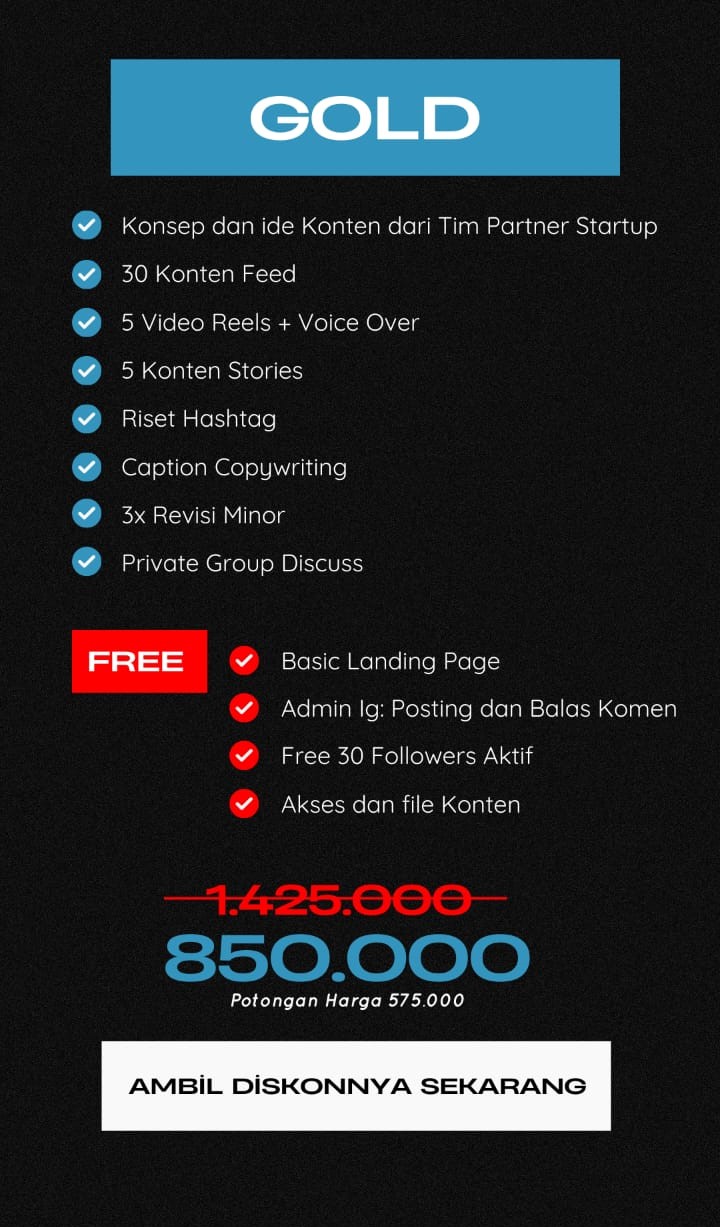 GOLD
Konsep dan ide Konten dari Tim Partner Startup
30 Konten Feed
5 Video Reels + Voice Over
5 Konten Stories
Riset Hashtag
Caption Copywriting
3x Revisi Minor
Private Group Discuss
FREE
Basic Landing Page
Admin Ig: Posting dan Balas Komen
Free 30 Followers Aktif
Akses dan file Konten
1.425.000
850.000
Potongan Harga 575.000
AMBİL DİSKONNYA SEKARANG